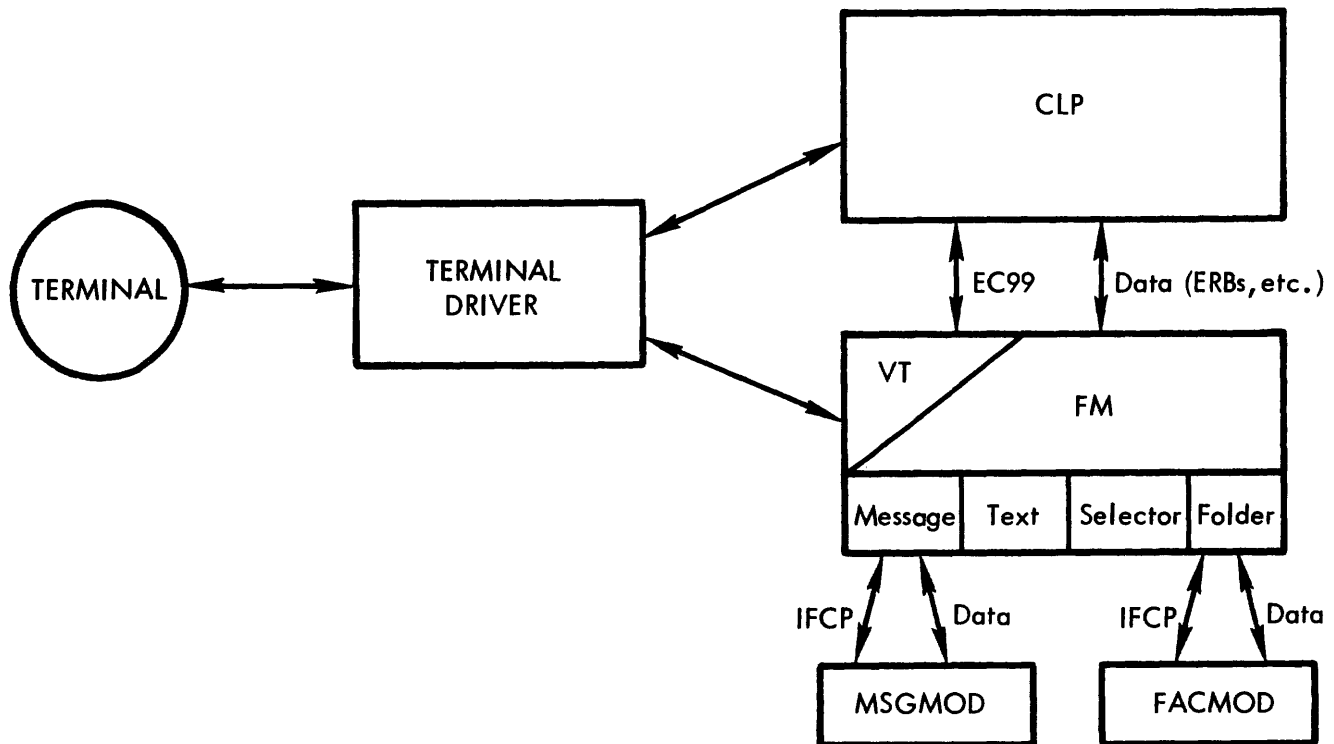 CLP
TERMINAL
TERMINAL
DRIVER
EC99
Data (ERBs, etc.)
VT
FM
Message
Text
Selector
Folder
IFCP
Data
IFCP
Data
MSGMOD
FACMOD